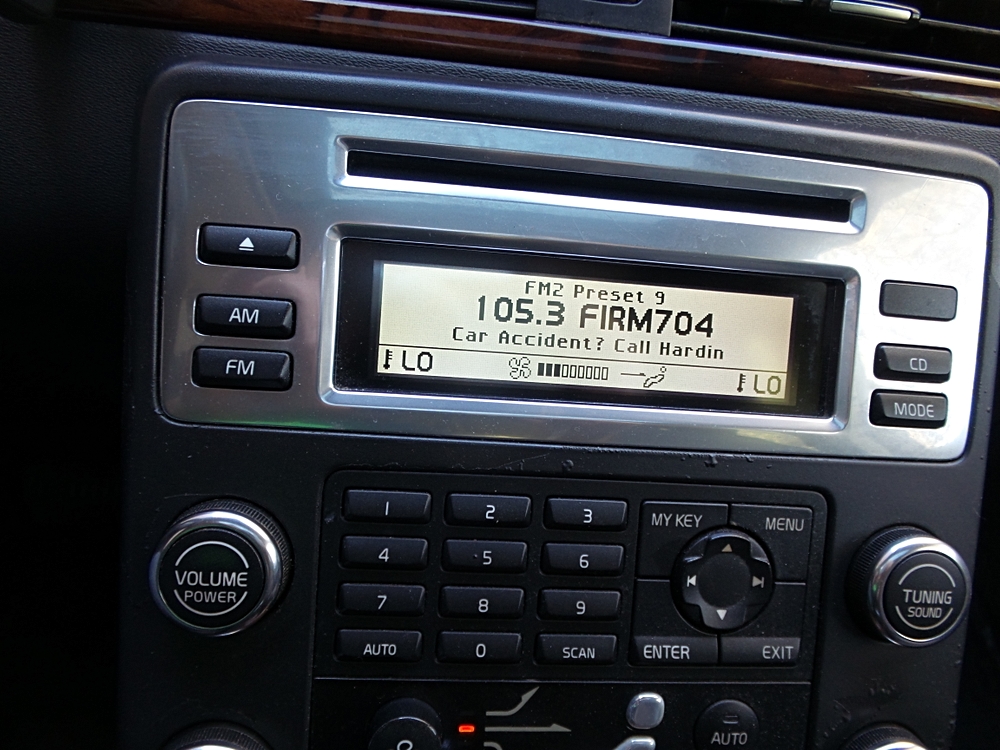 FM2 Preset 9
105.3 FIRM704
Car Accident? Call Hardin
LO
LO
AM
FM
CD
MODE
VOLUME
POWER
1 2 3
4 5 6
7 8 9
AUTO 0 SCAN
MY KEY MENU
ENTER EXIT
TUNING
SOUND
AUTO